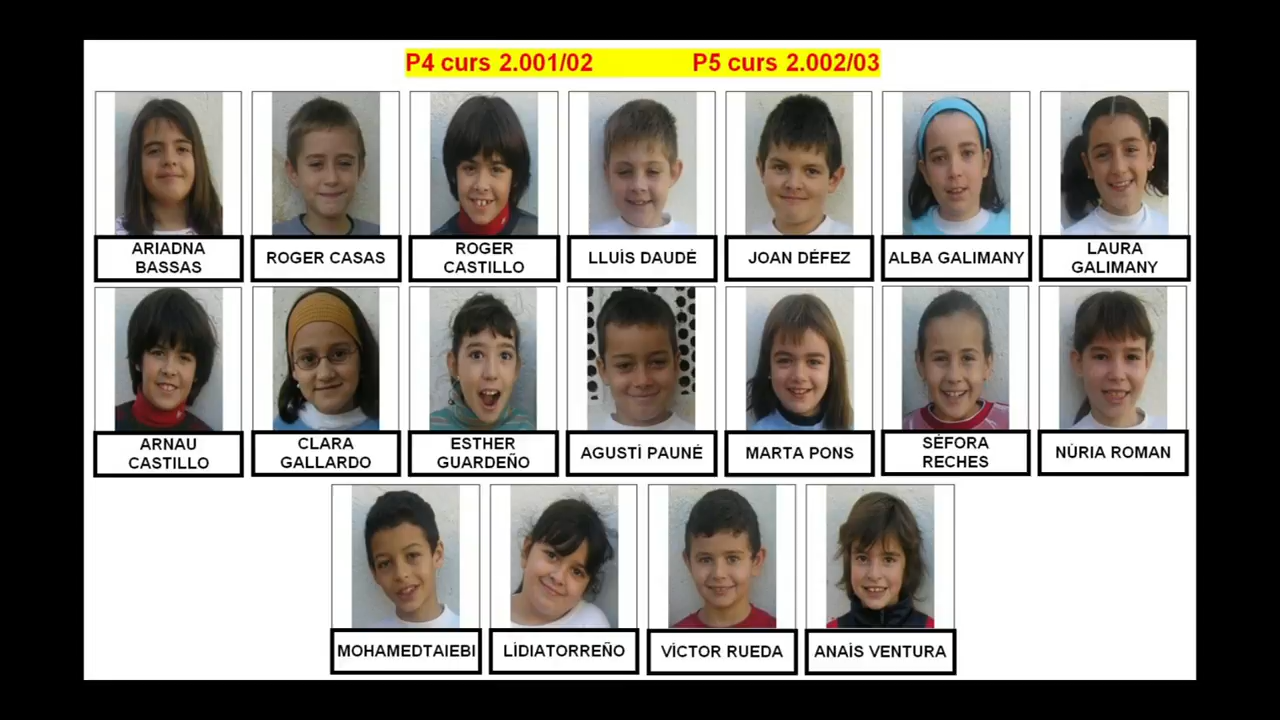 P4 curs 2.001/02 P5 curs 2.002/03
ARIADNA
BASSAS
ROGER CASAS
ROGER
CASTILLO
LLUÍS DAUDÉ
JOAN DÉFEZ
ALBA GALIMANY
LAURA
GALIMANY
ARNAU
CASTILLO
CLARA
GALLARDO
ESTHER
GUARDEÑO
AGUSTÍ PAUNÉ
MARTA PONS
SÉFORA
RECHES
NÚRIA ROMAN
MOHAMEDTAIEBI
LÍDIATORREÑO
VÍCTOR RUEDA
ANAÍS VENTURA